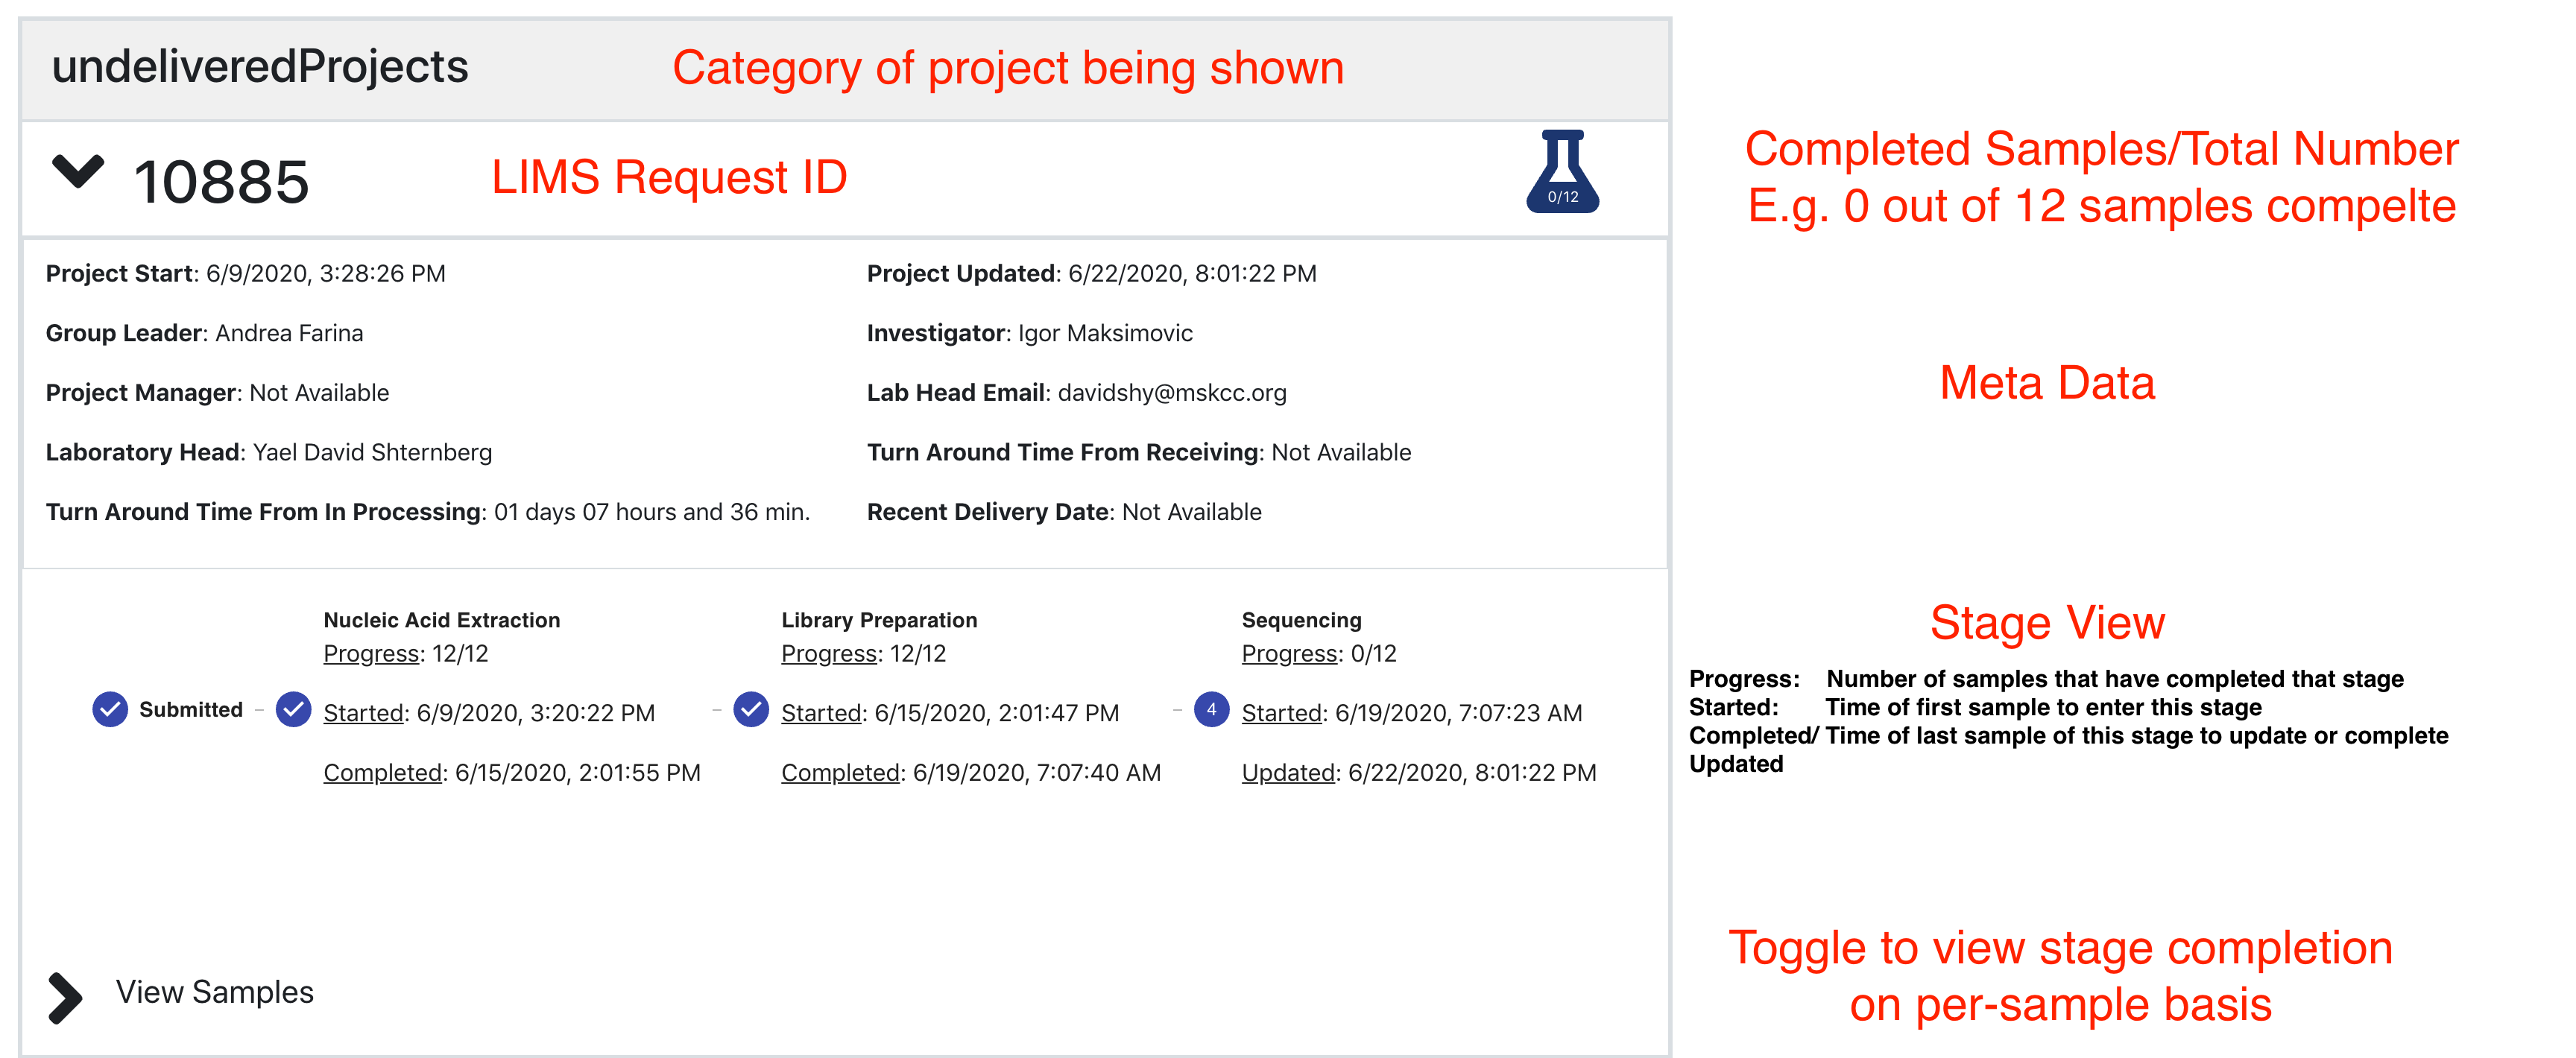 undeliveredProjects
Category of project being shown
10885
LIMS Request ID
0/12
Completed Samples/Total Number
E.g. 0 out of 12 samples compelte
Project Start: 6/9/2020, 3:28:26 PM
Project Updated: 6/22/2020, 8:01:22 PM
Group Leader: Andrea Farina
Investigator: Igor Maksimovic
Project Manager: Not Available
Lab Head Email: davidshy@mskcc.org
Laboratory Head: Yael David Shternberg
Turn Around Time From Receiving: Not Available
Turn Around Time From In Processing: 01 days 07 hours and 36 min.
Recent Delivery Date: Not Available
Meta Data
Submitted
Nucleic Acid Extraction
Progress: 12/12
Started: 6/9/2020, 3:20:22 PM
Completed: 6/15/2020, 2:01:55 PM
Library Preparation
Progress: 12/12
Started: 6/15/2020, 2:01:47 PM
Completed: 6/19/2020, 7:07:40 AM
4
Sequencing
Progress: 0/12
Started: 6/19/2020, 7:07:23 AM
Updated: 6/22/2020, 8:01:22 PM
Stage View
Progress: Number of samples that have completed that stage
Started: Time of first sample to enter this stage
Completed/ Time of last sample of this stage to update or complete
Updated
View Samples
Toggle to view stage completion
on per-sample basis